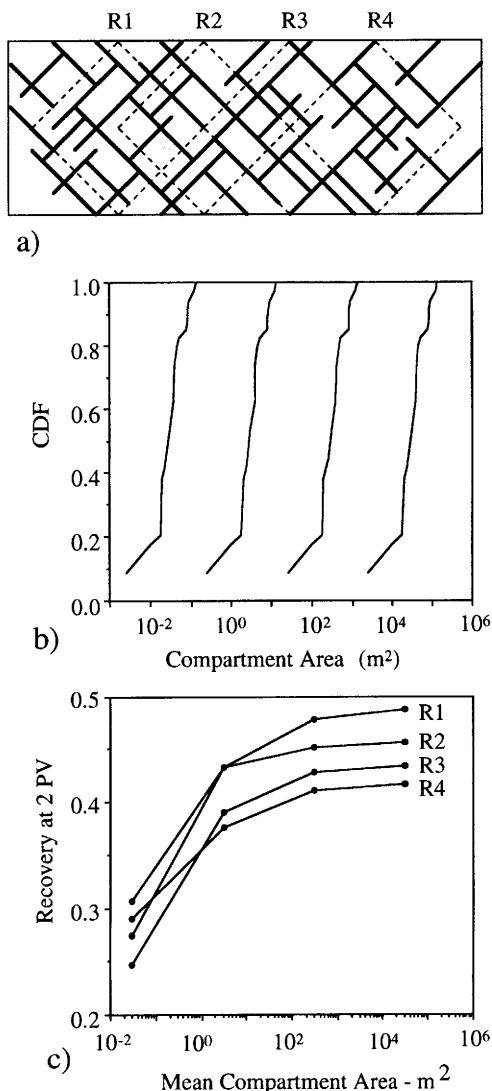 R1 R2 R3 R4
a)
1.0
0.8
0.6
0.4
0.2
0.0
CDF
10-2 100 102 104 106
b)
Compartment Area (m2)
0.5
0.4
0.3
0.2
Recovery at 2 PV
R1
R2
R3
R4
10-2 100 102 104 106
c)
Mean Compartment Area - m2